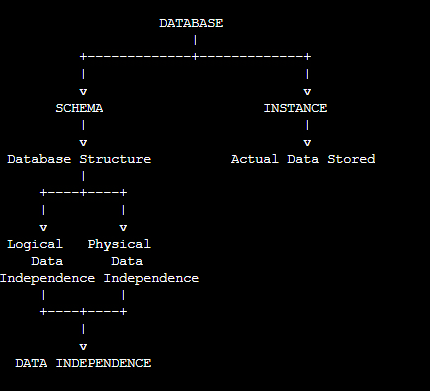 DATABASE
|
+-------------+-------------+
|                           |
v                           v
SCHEMA                    INSTANCE
|                           |
v                           v
Database Structure          Actual Data Stored
|
+----+----+
|         |
v         v
Logical   Physical
Data      Data
Independence Independence
|         |
+----+----+
|
v
DATA INDEPENDENCE